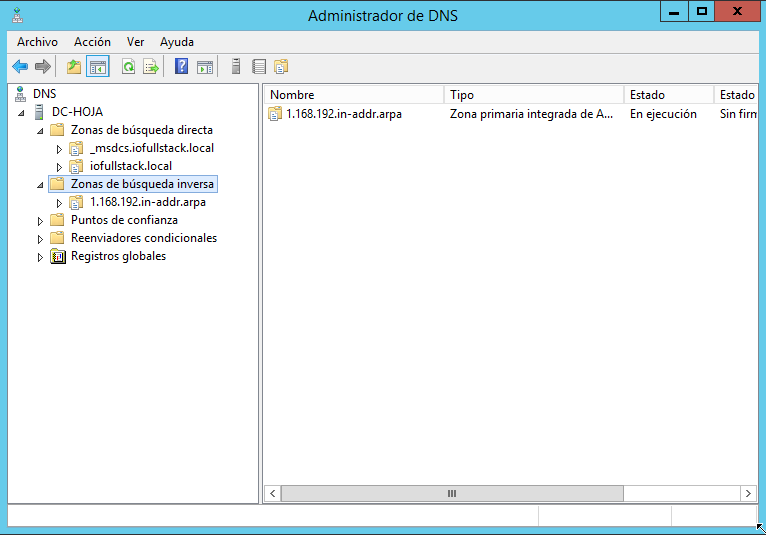 Administrador de DNS
Archivo Acción Ver Ayuda
DNS
DC-HOJA
Zonas de búsqueda directa
_msdcs.iofullstack.local
iofullstack.local
Zonas de búsqueda inversa
1.168.192.in-addr.arpa
Puntos de confianza
Reenviadores condicionales
Registros globales
Nombre Tipo Estado Estado
1.168.192.in-addr.arpa Zona primaria integrada de A... En ejecución Sin firm